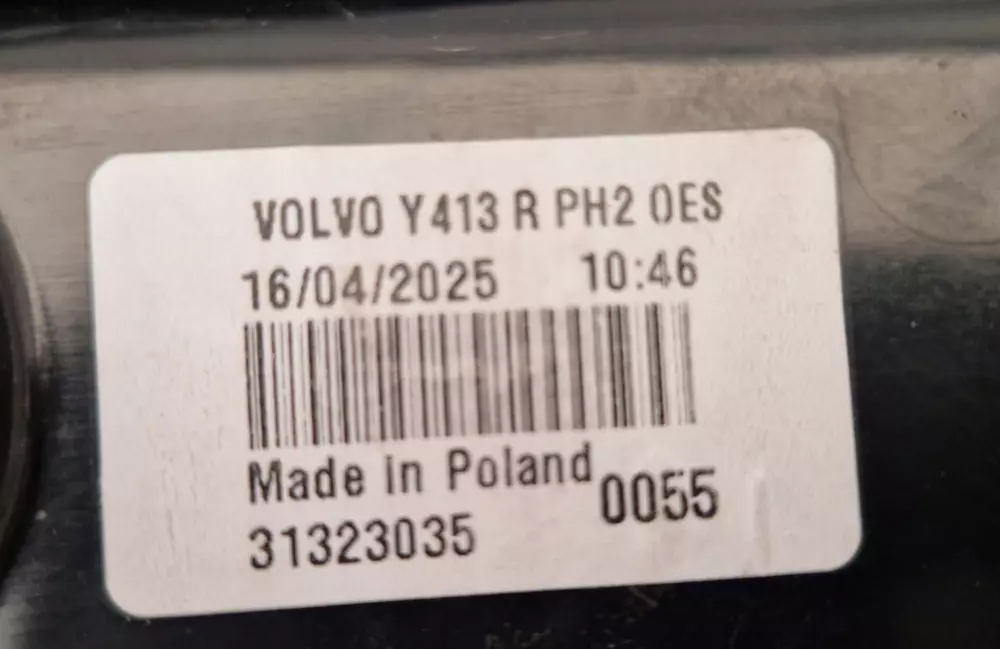 VOLVO Y413 R PH2 OES
16/04/2025 10:46
Made in Poland 0055
31323035